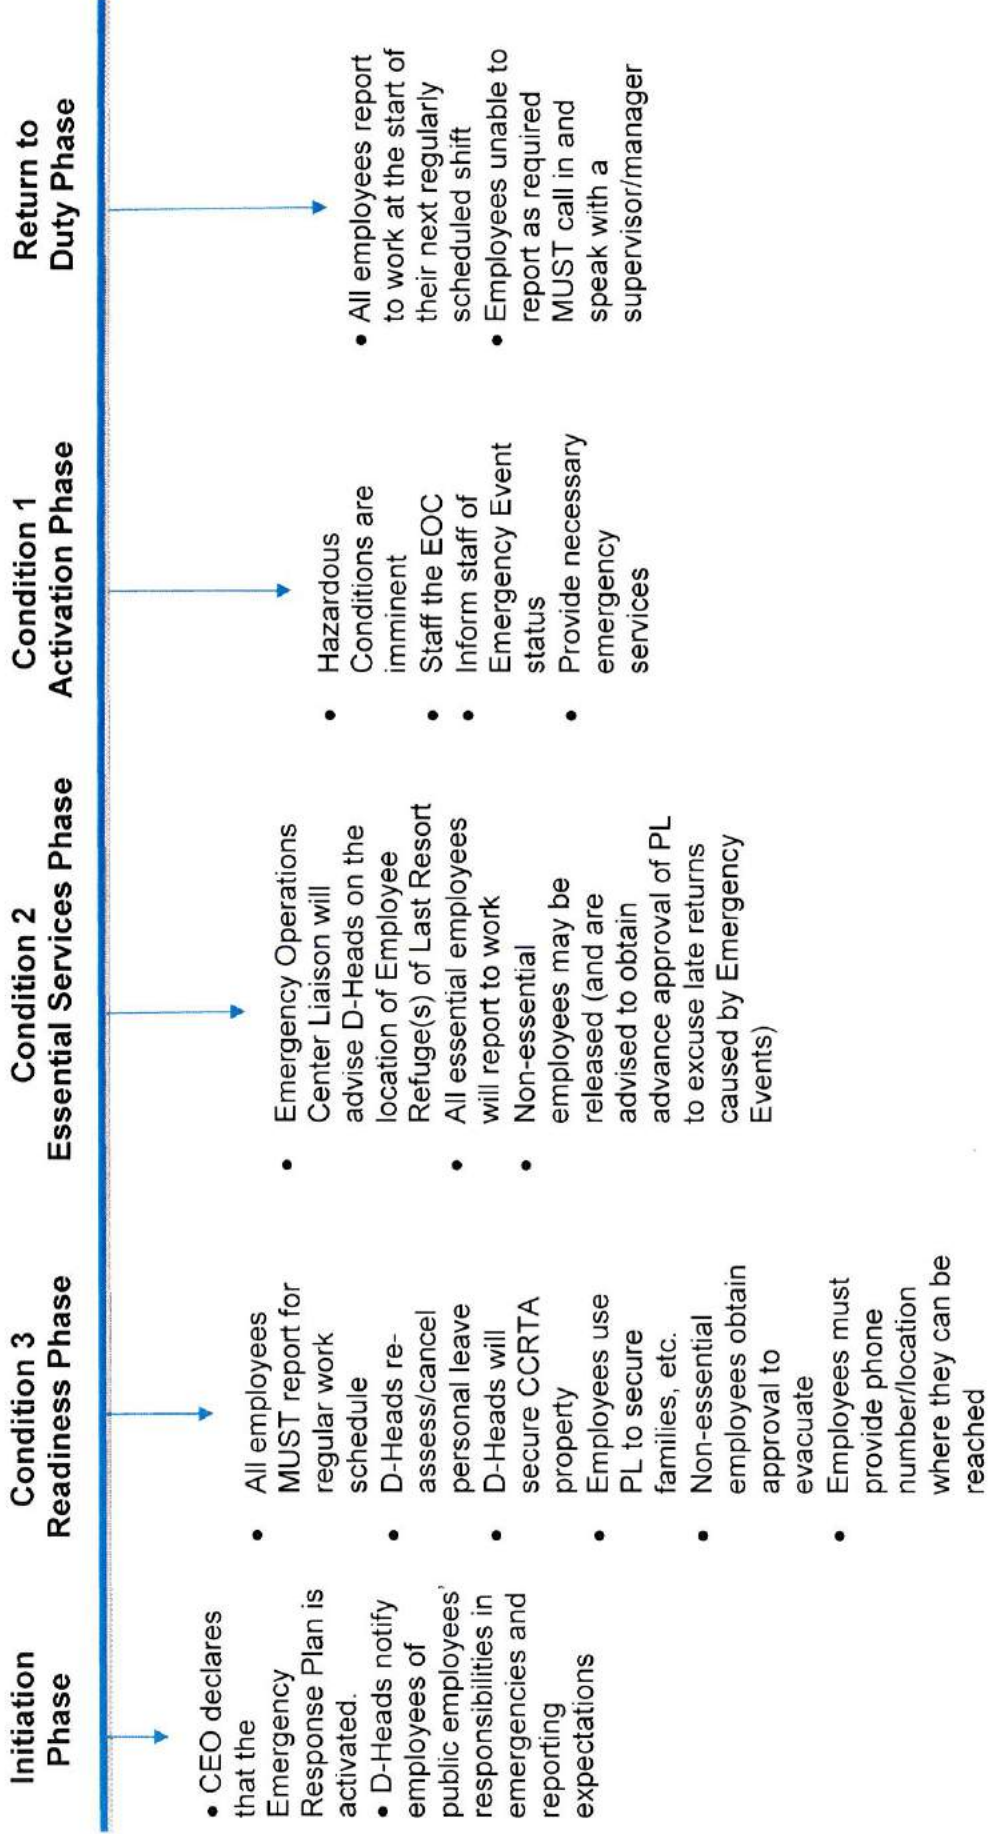 Initiation
Phase
• CEO declares
that the
Emergency
Response Plan is
activated.
• D-Heads notify
employees of
public employees'
responsibilities in
emergencies and
reporting
expectations
Condition 3
Readiness Phase
• All employees
MUST report for
regular work
schedule
• D-Heads re-
assess/cancel
personal leave
• D-Heads will
secure CCRTA
property
• Employees use
PL to secure
families, etc.
• Non-essential
employees obtain
approval to
evacuate
• Employees must
provide phone
number/location
where they can be
reached
Condition 2
Essential Services Phase
• Emergency Operations
Center Liaison will
advise D-Heads on the
location of Employee
Refuge(s) of Last Resort
• All essential employees
will report to work
• Non-essential
employees may be
released (and are
advised to obtain
advance approval of PL
to excuse late returns
caused by Emergency
Events)
Condition 1
Activation Phase
• Hazardous
Conditions are
imminent
• Staff the EOC
• Inform staff of
Emergency Event
status
• Provide necessary
emergency
services
Return to
Duty Phase
• All employees report
to work at the start of
their next regularly
scheduled shift
• Employees unable to
report as required
MUST call in and
speak with a
supervisor/manager